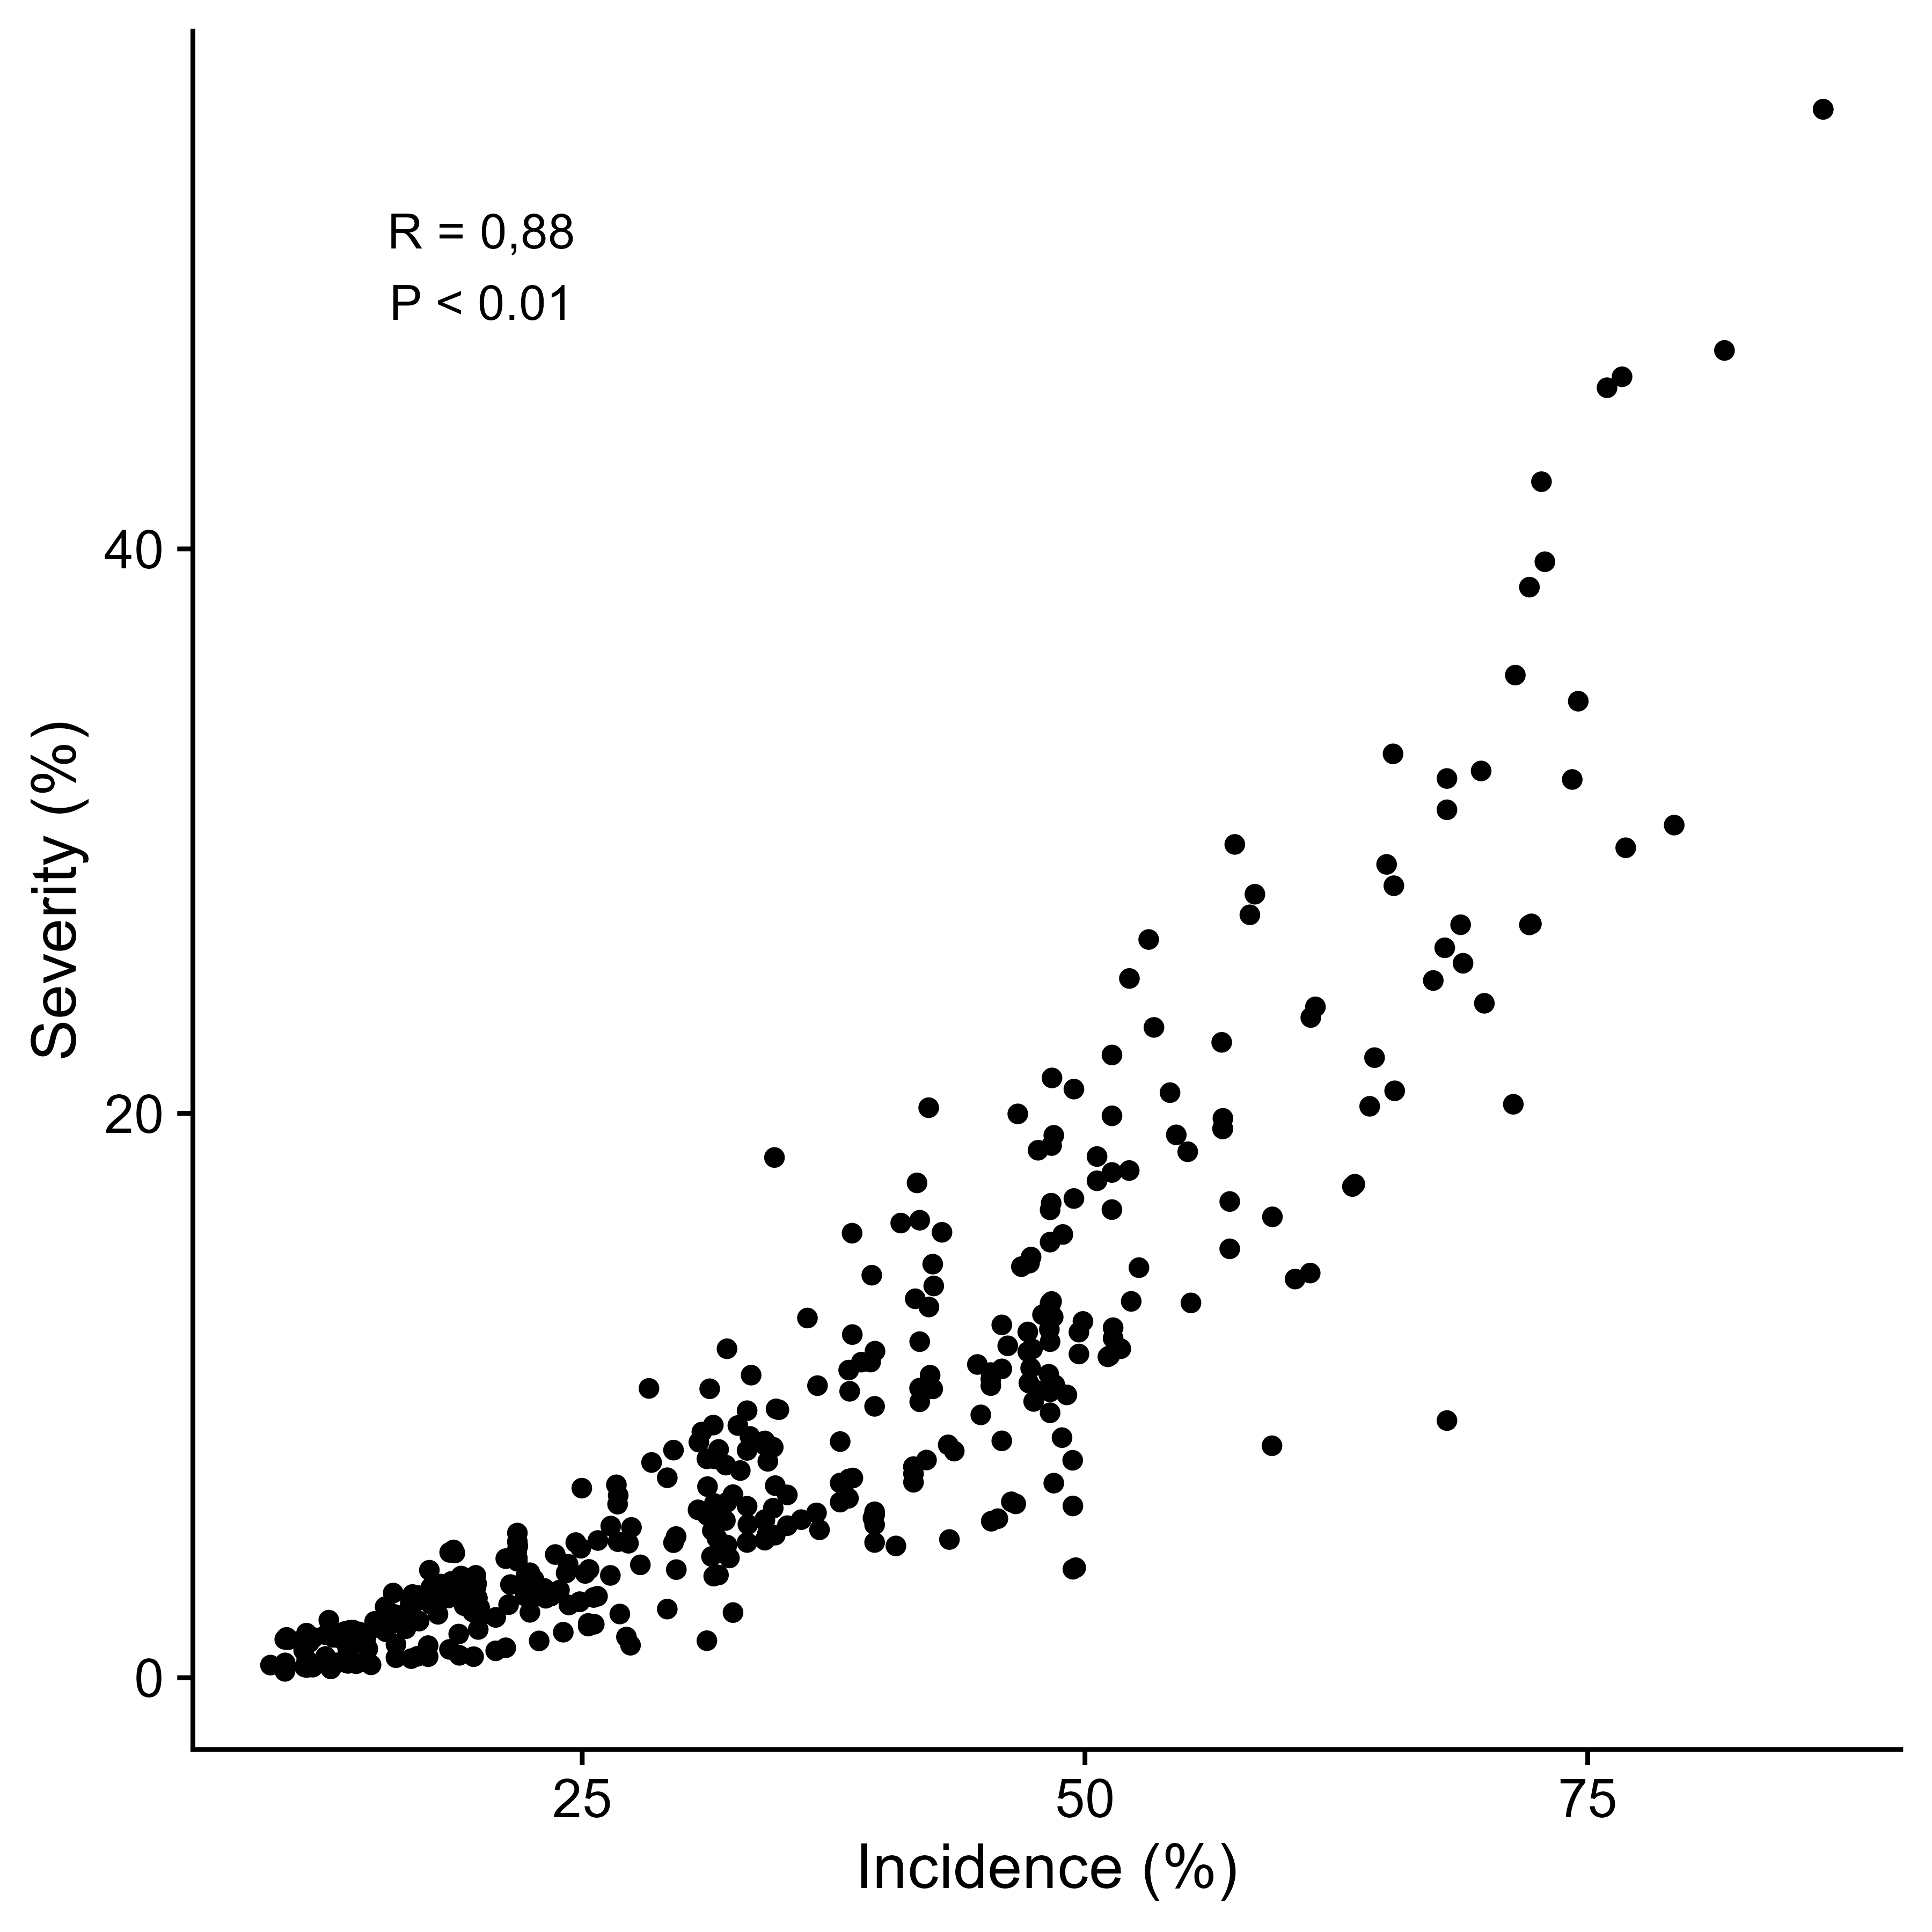 R = 0,88
P < 0.01
40
20
0
Severity (%)
25 50 75
Incidence (%)